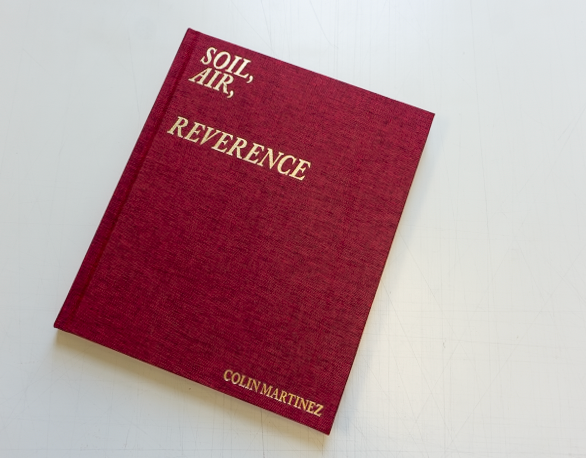 SOIL,
AIR,
REVERENCE
COLIN MARTINEZ